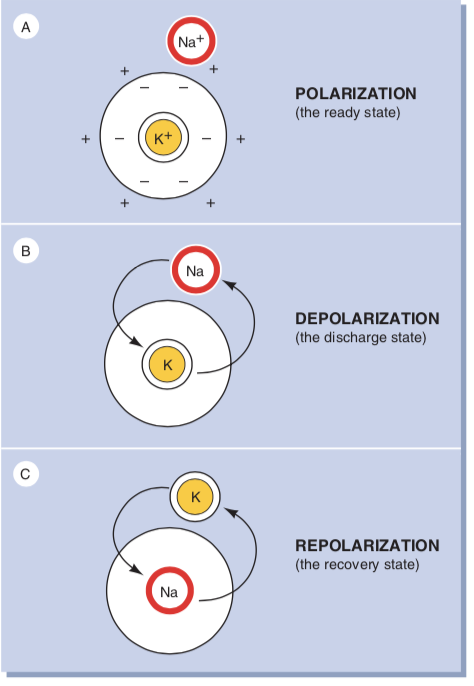 A
Na+
+ +
– –
+ – K+ – +
– –
+ +
POLARIZATION
(the ready state)
B
Na
K
DEPOLARIZATION
(the discharge state)
C
K
Na
REPOLARIZATION
(the recovery state)